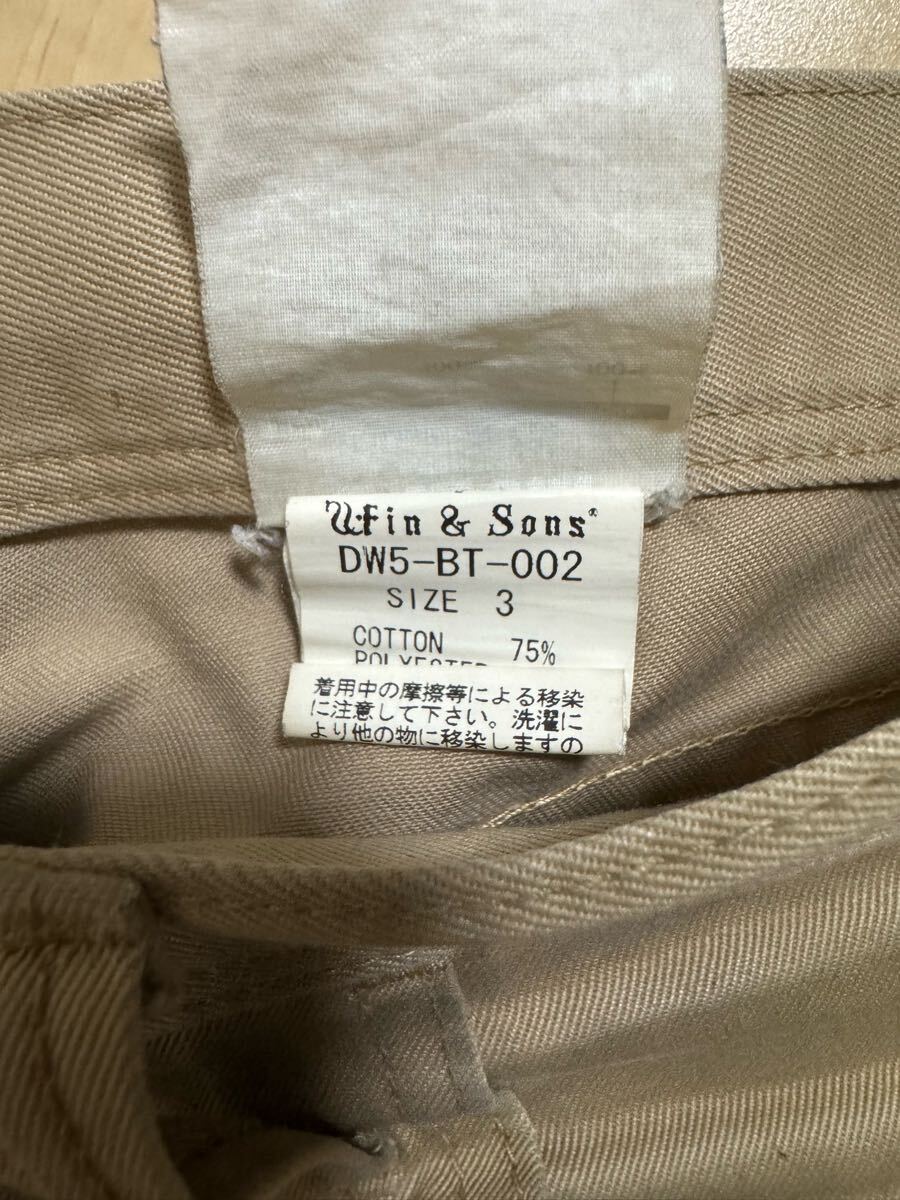 Wfin & Sons®
DW5-BT-002
SIZE 3
COTTON 75%
POLYESTER
着用中の摩擦等による移染
に注意して下さい。洗濯に
より他の物に移染しますの